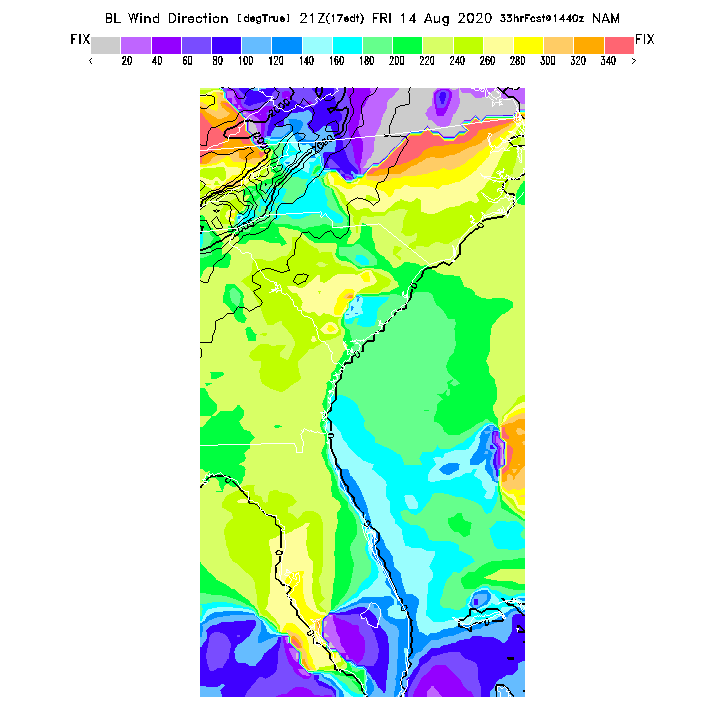 BL Wind Direction [degTrue] 21Z(17edt) FRI 14 Aug 2020 33hrFcst@1440z NAM
FIX FIX
< 20 40 60 80 100 120 140 160 180 200 220 240 260 280 300 320 340 >